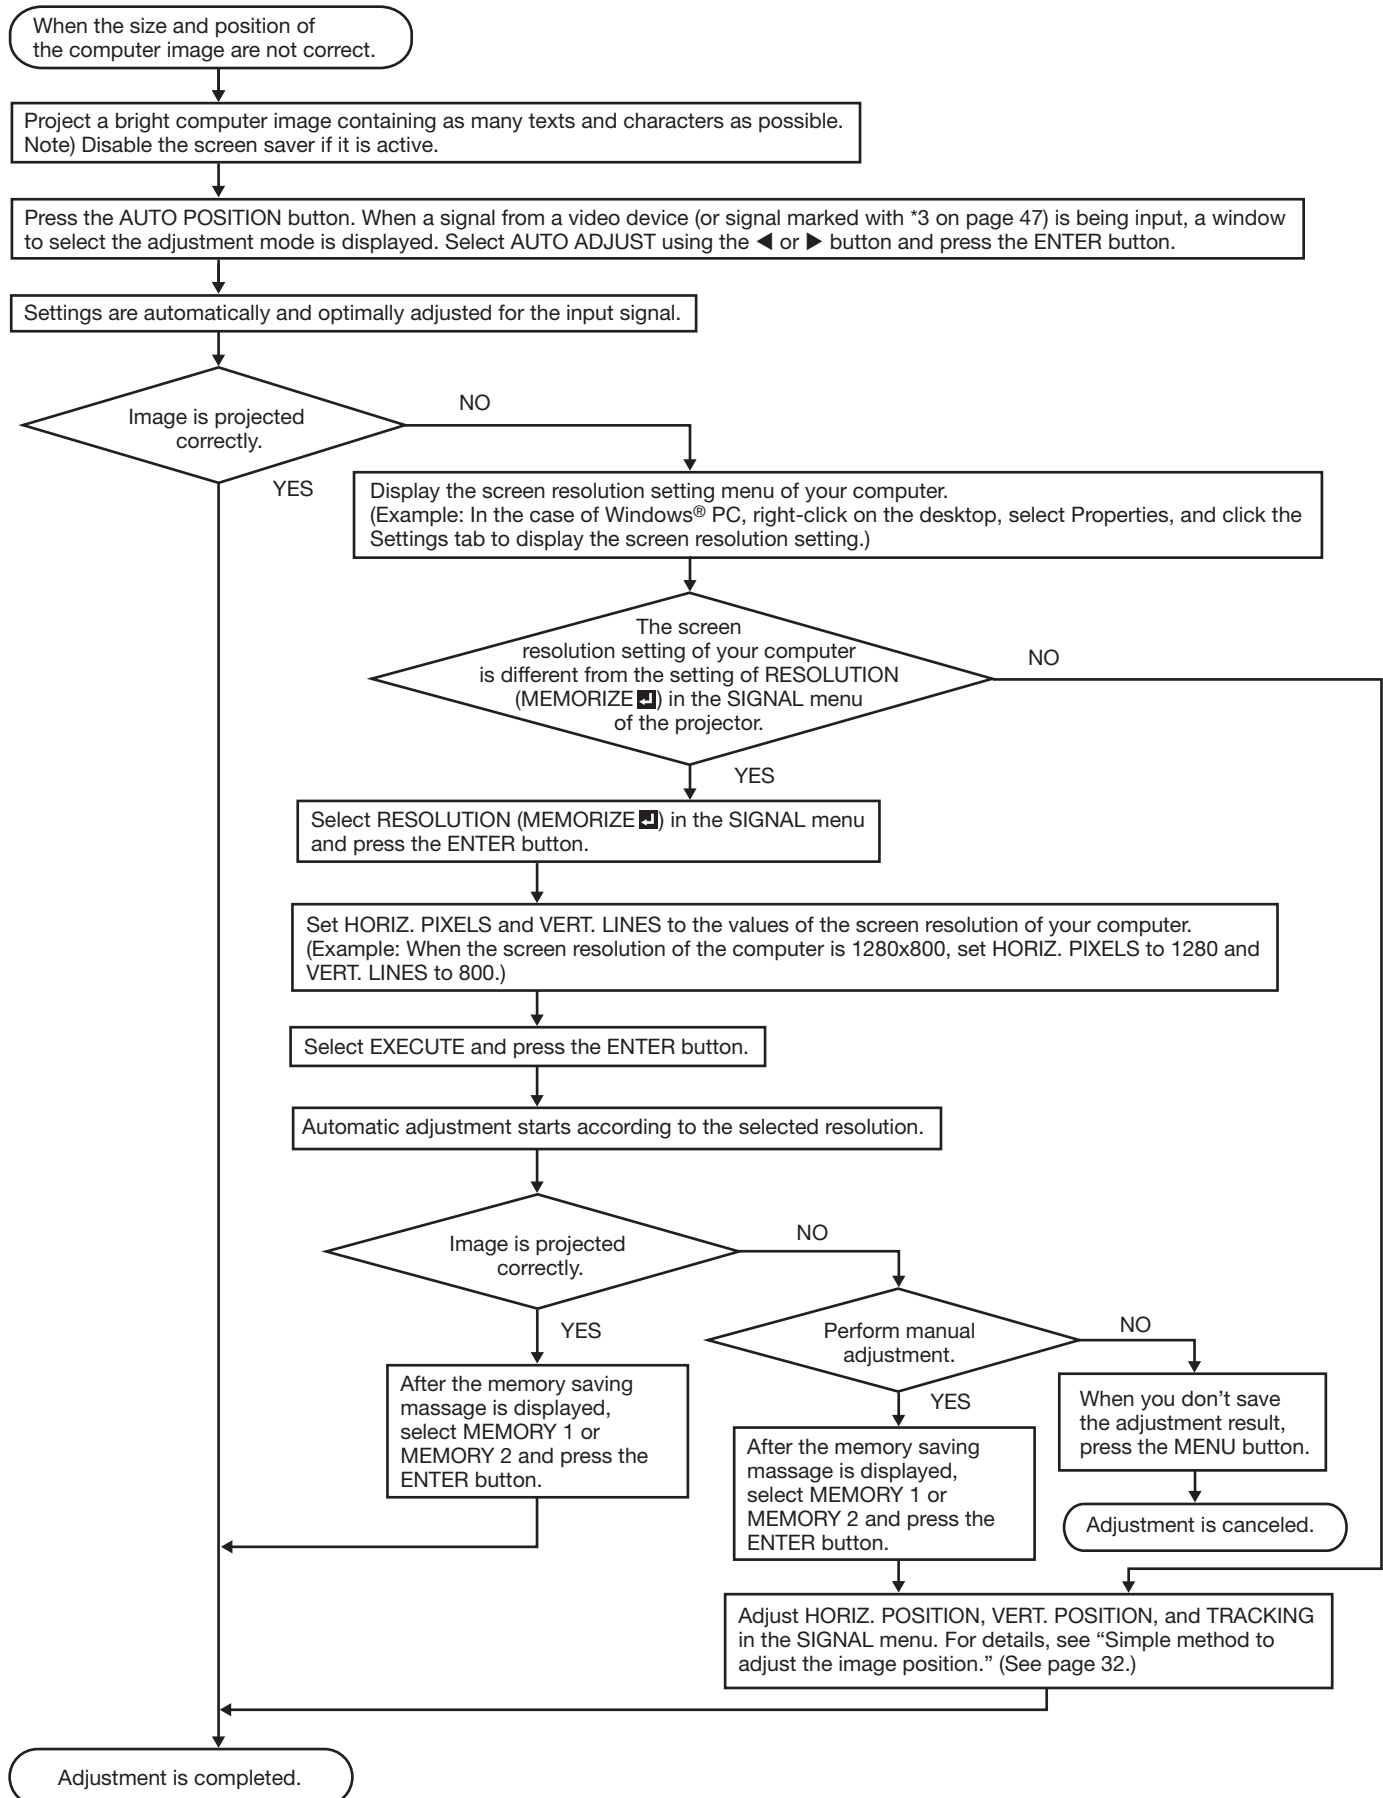 When the size and position of
the computer image are not correct.
Project a bright computer image containing as many texts and characters as possible.
Note) Disable the screen saver if it is active.
Press the AUTO POSITION button. When a signal from a video device (or signal marked with *3 on page 47) is being input, a window
to select the adjustment mode is displayed. Select AUTO ADJUST using the ◀ or ▶ button and press the ENTER button.
Settings are automatically and optimally adjusted for the input signal.
Image is projected
correctly.
NO
YES
Display the screen resolution setting menu of your computer.
(Example: In the case of Windows® PC, right-click on the desktop, select Properties, and click the
Settings tab to display the screen resolution setting.)
The screen
resolution setting of your computer
is different from the setting of RESOLUTION
(MEMORIZE ↵) in the SIGNAL menu
of the projector.
NO
YES
Select RESOLUTION (MEMORIZE ↵) in the SIGNAL menu
and press the ENTER button.
Set HORIZ. PIXELS and VERT. LINES to the values of the screen resolution of your computer.
(Example: When the screen resolution of the computer is 1280x800, set HORIZ. PIXELS to 1280 and
VERT. LINES to 800.)
Select EXECUTE and press the ENTER button.
Automatic adjustment starts according to the selected resolution.
Image is projected
correctly.
NO
YES
Perform manual
adjustment.
NO
YES
After the memory saving
massage is displayed,
select MEMORY 1 or
MEMORY 2 and press the
ENTER button.
After the memory saving
massage is displayed,
select MEMORY 1 or
MEMORY 2 and press the
ENTER button.
When you don't save
the adjustment result,
press the MENU button.
Adjustment is canceled.
Adjust HORIZ. POSITION, VERT. POSITION, and TRACKING
in the SIGNAL menu. For details, see “Simple method to
adjust the image position.” (See page 32.)
Adjustment is completed.